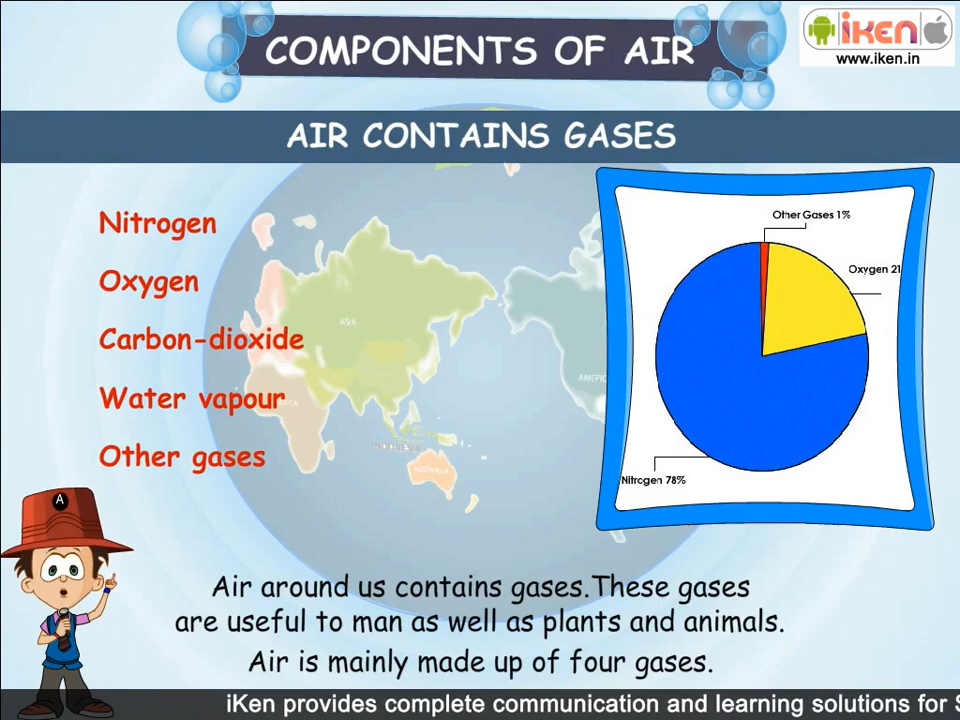 COMPONENTS OF AIR
iKen
www.iken.in
AIR CONTAINS GASES
Nitrogen
Oxygen
Carbon-dioxide
Water vapour
Other gases
Other Gases 1%
Oxygen 21
Nitrogen 78%
ASIA
AUSTRALIA
A
Air around us contains gases.These gases
are useful to man as well as plants and animals.
Air is mainly made up of four gases.
iKen provides complete communication and learning solutions for S